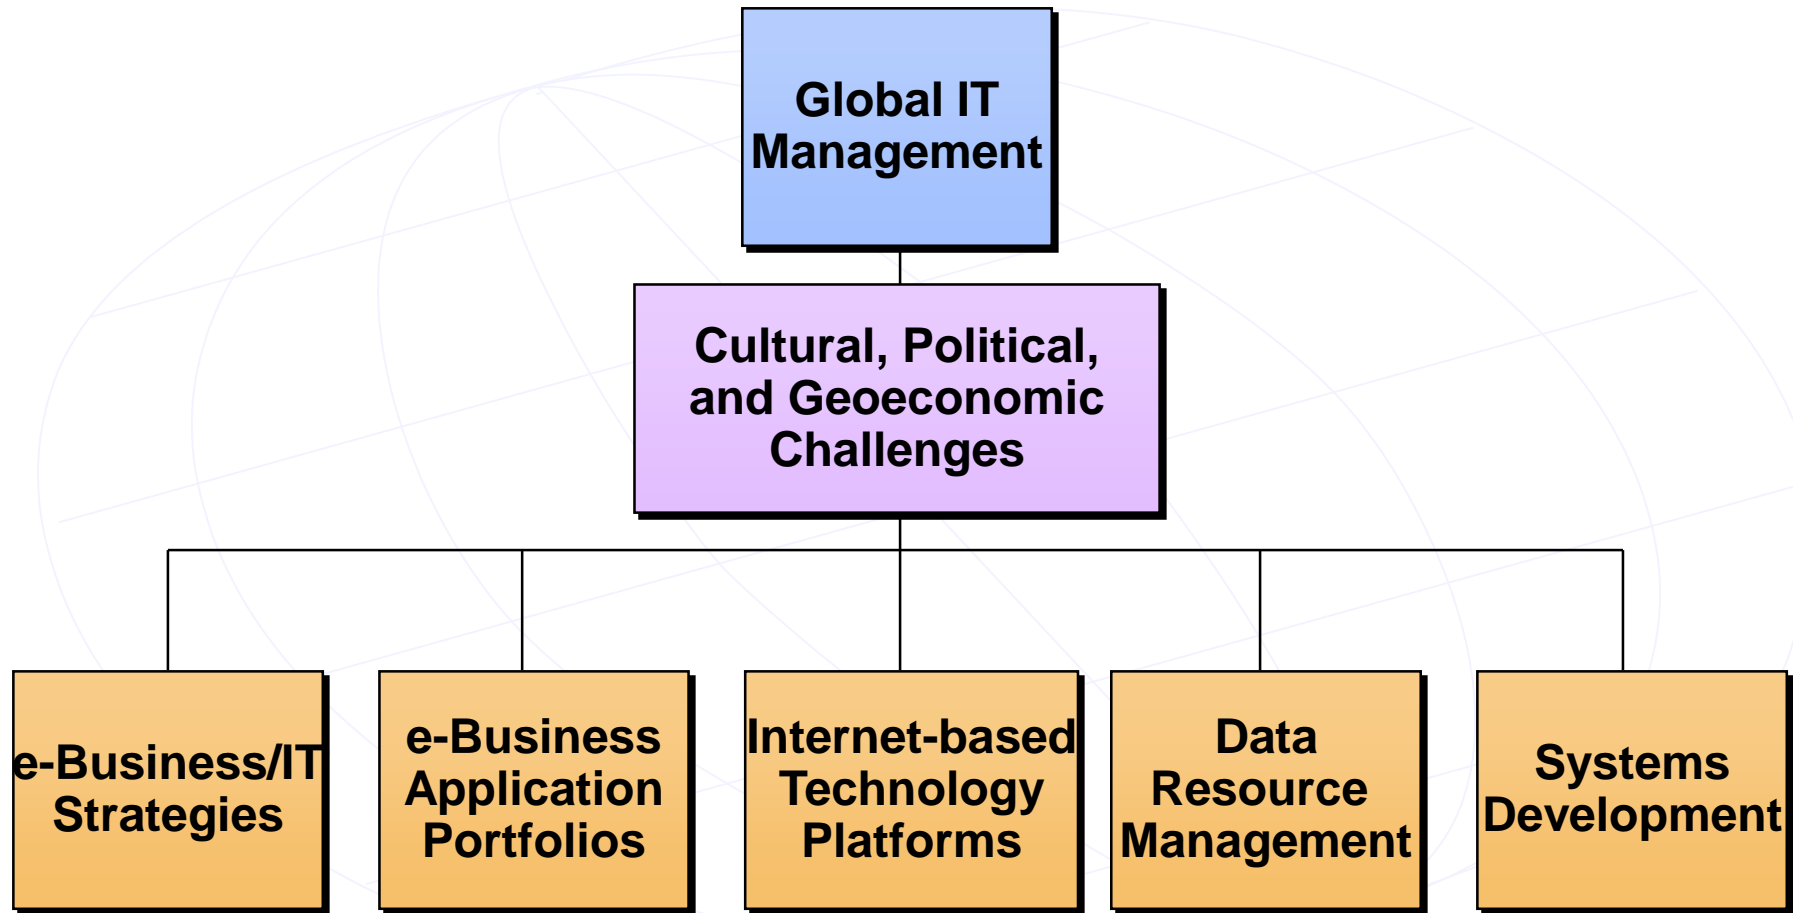 Global IT
Management
Cultural, Political,
and Geoeconomic
Challenges
e-Business/IT
Strategies
e-Business
Application
Portfolios
Internet-based
Technology
Platforms
Data
Resource
Management
Systems
Development